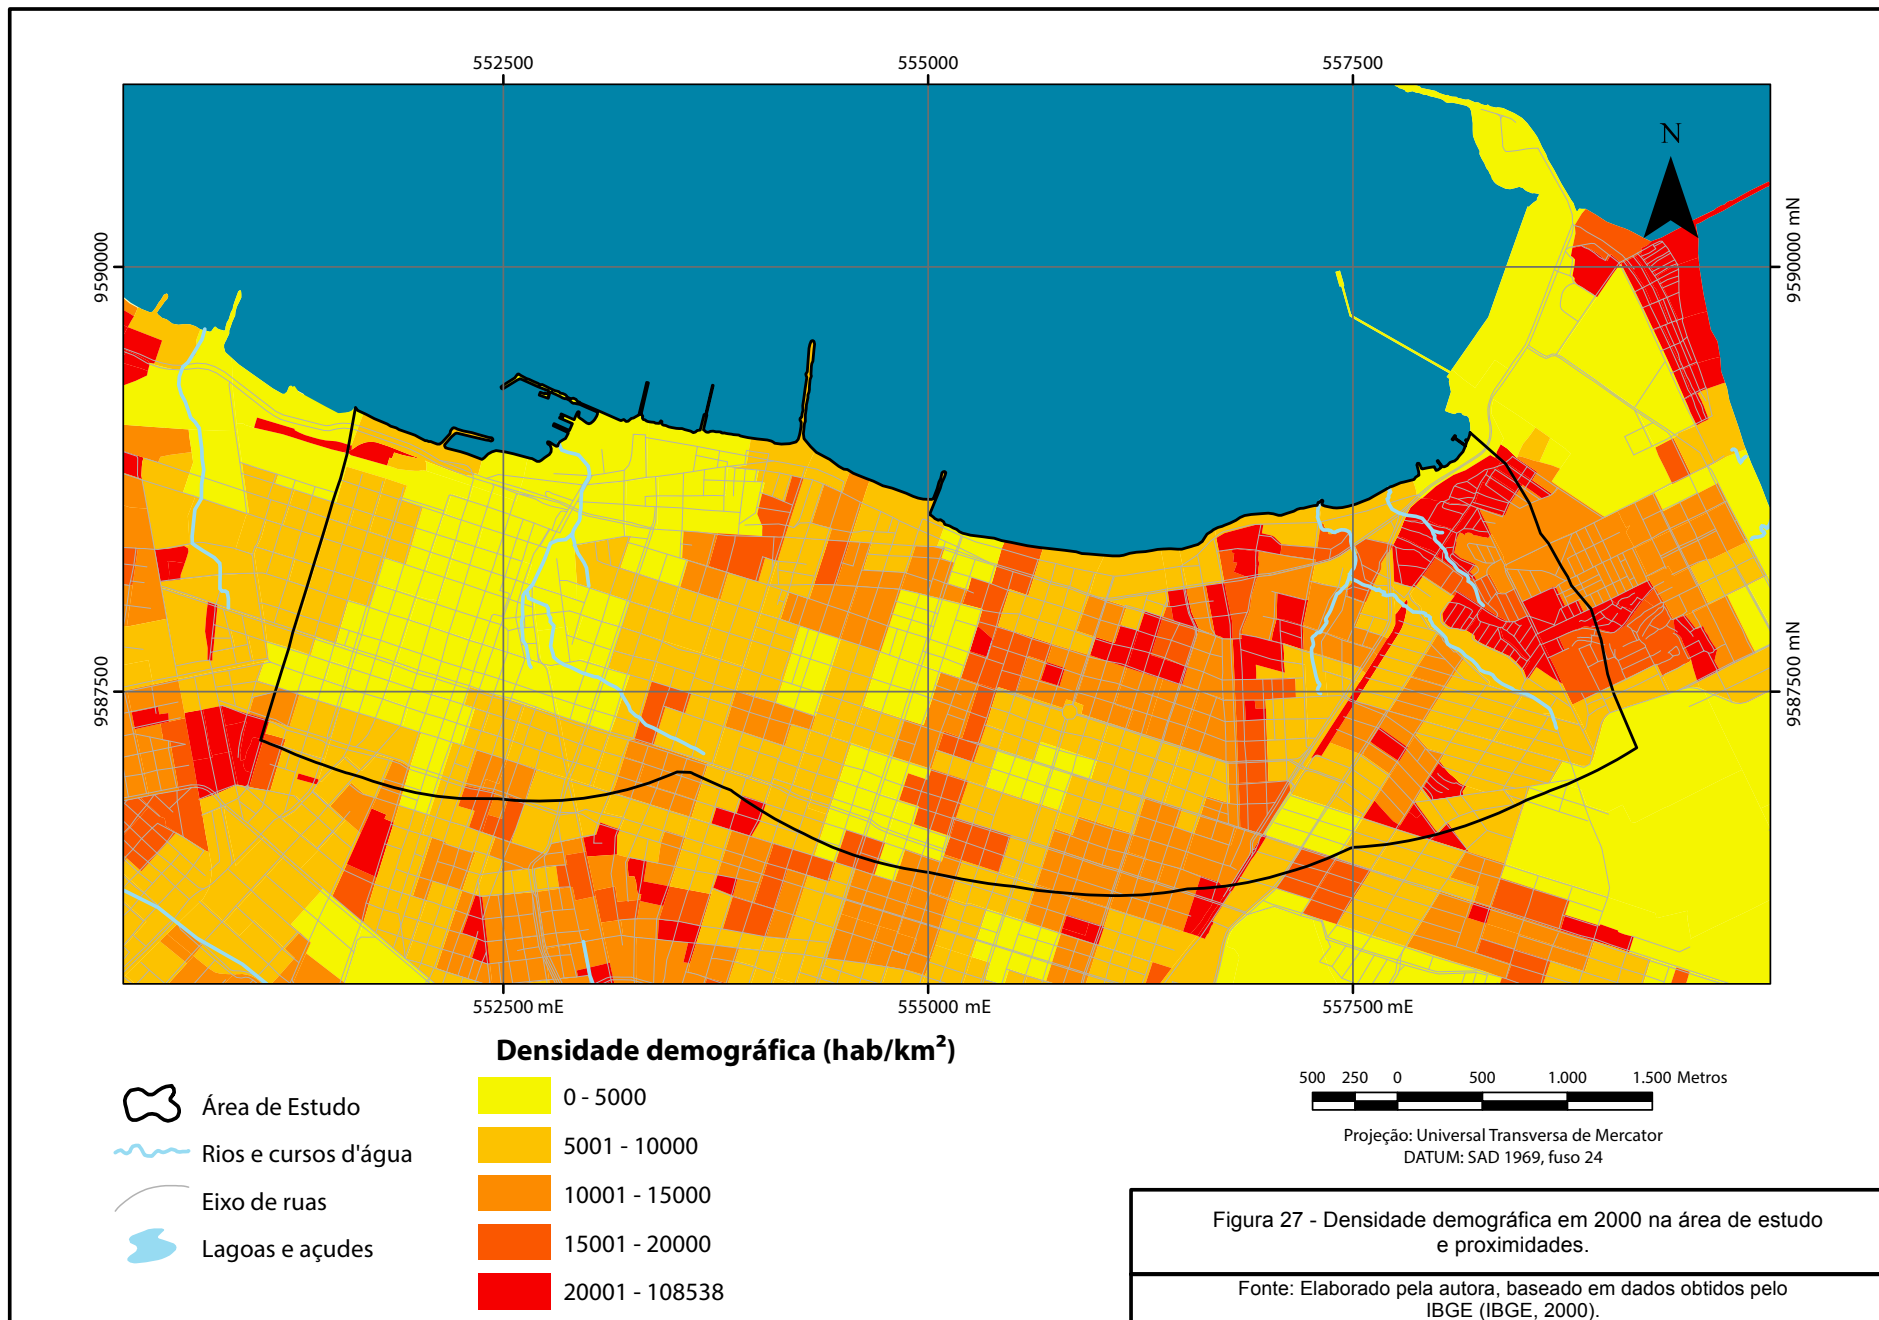 552500
555000
557500
N
9590000
9590000 mN
9587500
9587500 mN
552500 mE
555000 mE
557500 mE
Densidade demográfica (hab/km²)
Área de Estudo
Rios e cursos d'água
Eixo de ruas
Lagoas e açudes
0 - 5000
5001 - 10000
10001 - 15000
15001 - 20000
20001 - 108538
500 250 0 500 1.000 1.500 Metros
Projeção: Universal Transversa de Mercator
DATUM: SAD 1969, fuso 24
Figura 27 - Densidade demográfica em 2000 na área de estudo
e proximidades.
Fonte: Elaborado pela autora, baseado em dados obtidos pelo
IBGE (IBGE, 2000).